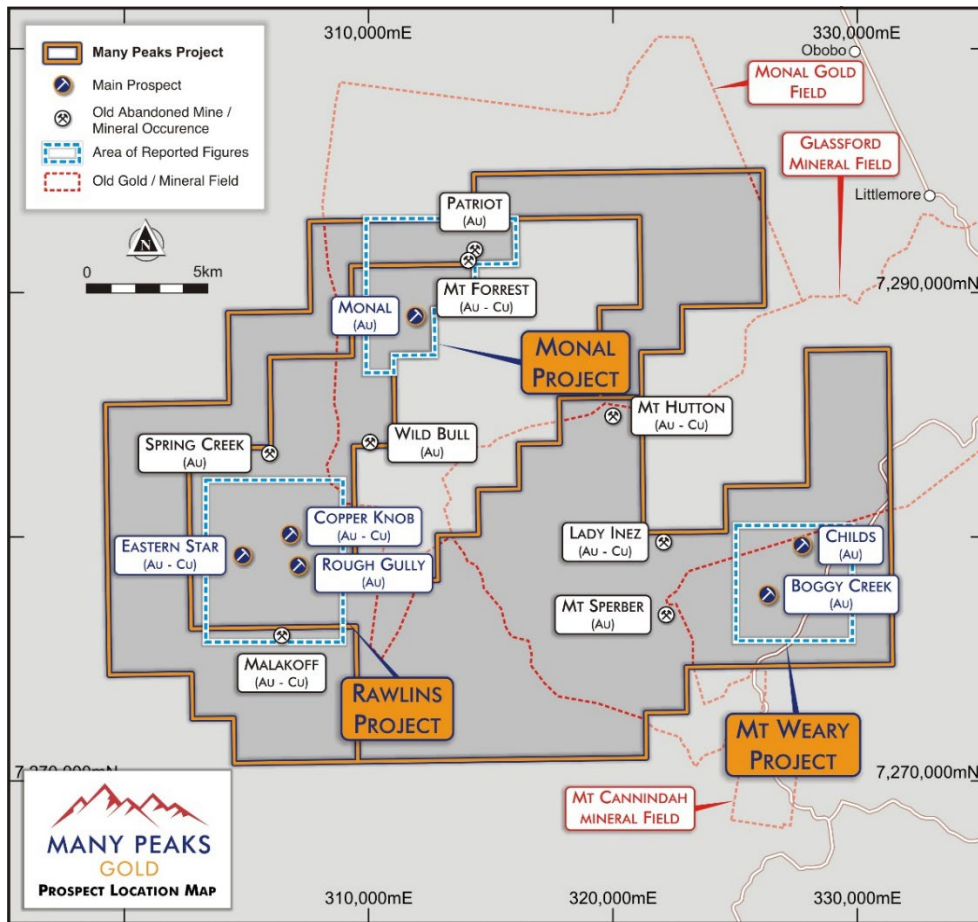 310,000mE
330,000mE
Many Peaks Project
Main Prospect
Old Abandoned Mine /
Mineral Occurence
Area of Reported Figures
Old Gold / Mineral Field
N
0
5km
Obobo
MONAL GOLD
FIELD
GLASSFORD
MINERAL FIELD
Littlemore
PATRIOT
(Au)
7,290,000mN
MT FORREST
(Au - Cu)
MONAL
(Au)
MONAL
PROJECT
MT HUTTON
(Au - Cu)
SPRING CREEK
(Au)
WILD BULL
(Au)
COPPER KNOB
(Au - Cu)
EASTERN STAR
(Au - Cu)
ROUGH GULLY
(Au)
LADY INEZ
(Au - Cu)
CHILDS
(Au)
BOGGY CREEK
(Au)
MT SPERBER
(Au)
MALAKOFF
(Au - Cu)
RAWLINS
PROJECT
MT WEARY
PROJECT
7,270,000mN
7,270,000mN
MT CANNINDAH
MINERAL FIELD
MANY PEAKS
GOLD
PROSPECT LOCATION MAP
310,000mE
320,000mE
330,000mE